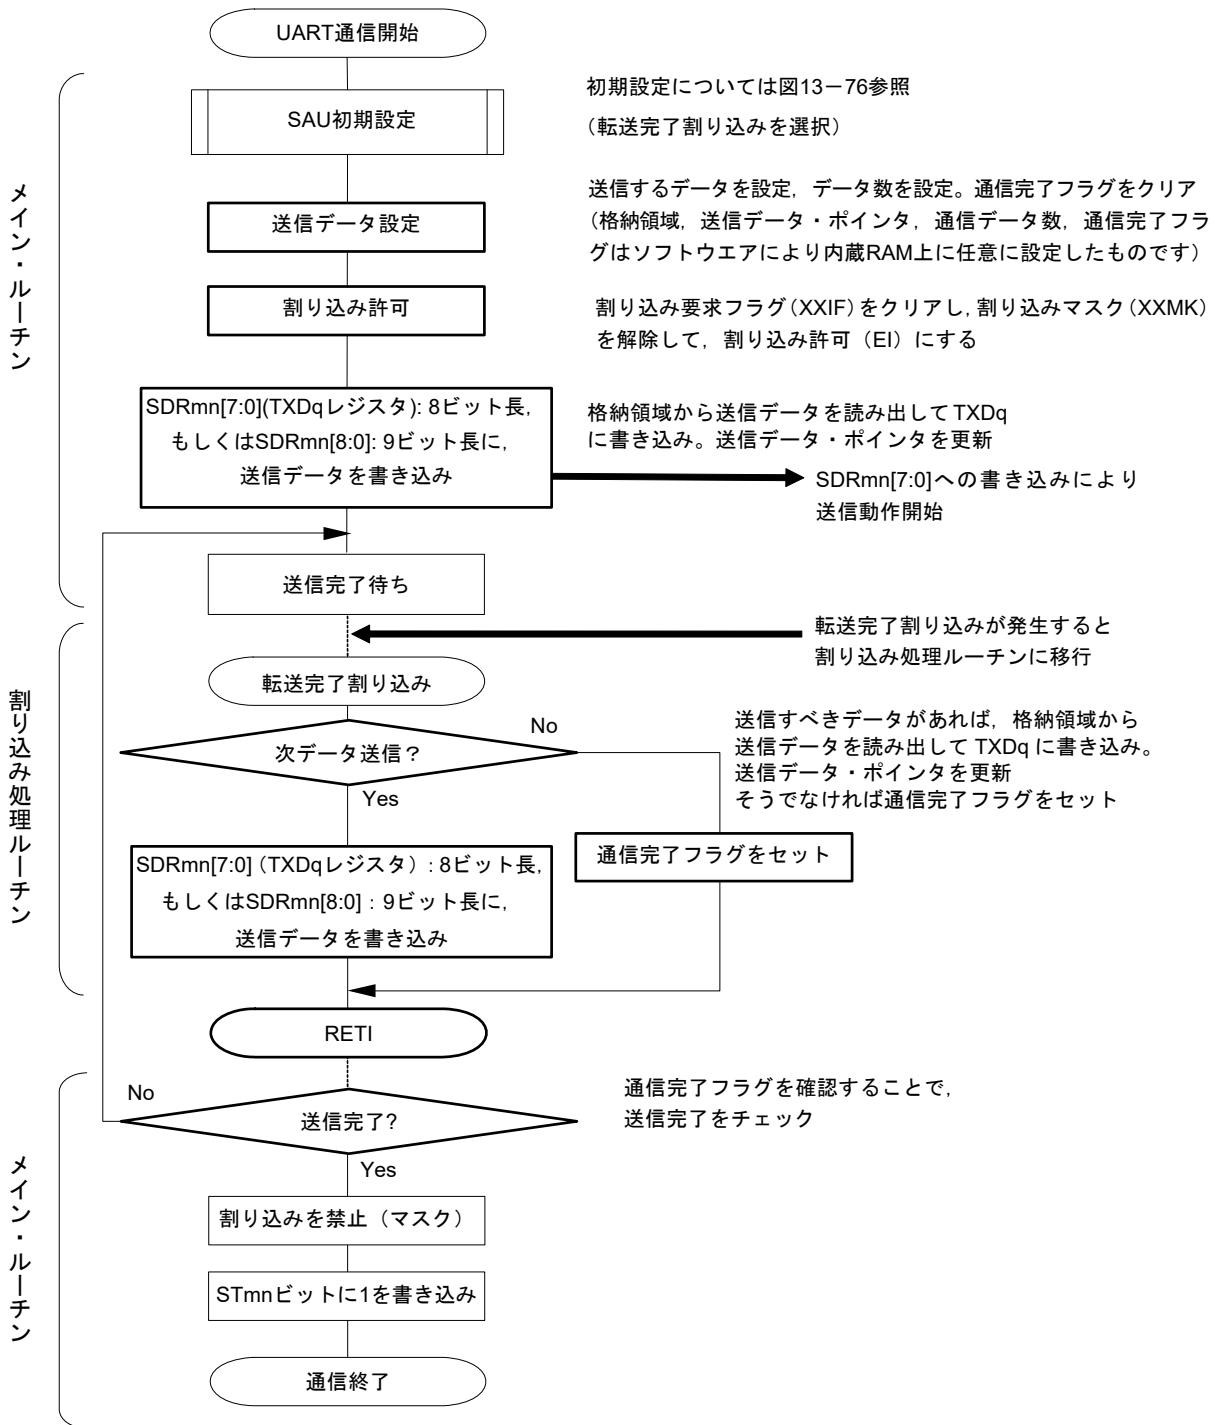 UART通信開始
メイン・ルーチン
SAU初期設定
初期設定については図13－76参照
（転送完了割り込みを選択）
送信データ設定
送信するデータを設定，データ数を設定。通信完了フラグをクリア
（格納領域，送信データ・ポインタ，通信データ数，通信完了フラ
グはソフトウエアにより内蔵RAM上に任意に設定したものです）
割り込み許可
割り込み要求フラグ（XXIF）をクリアし，割り込みマスク（XXMK）
を解除して，割り込み許可（EI）にする
SDRmn[7:0](TXDqレジスタ): 8ビット長，
もしくはSDRmn[8:0]: 9ビット長に，
送信データを書き込み
格納領域から送信データを読み出して TXDq
に書き込み。送信データ・ポインタを更新
SDRmn[7:0]への書き込みにより
送信動作開始
送信完了待ち
割り込み処理ルーチン
転送完了割り込みが発生すると
割り込み処理ルーチンに移行
転送完了割り込み
次データ送信？
No
Yes
送信すべきデータがあれば，格納領域から
送信データを読み出して TXDq に書き込み。
送信データ・ポインタを更新
そうでなければ通信完了フラグをセット
通信完了フラグをセット
SDRmn[7:0]（TXDqレジスタ）: 8ビット長，
もしくはSDRmn[8:0] : 9ビット長に，
送信データを書き込み
RETI
メイン・ルーチン
No
送信完了?
Yes
通信完了フラグを確認することで，
送信完了をチェック
割り込みを禁止（マスク）
STmnビットに1を書き込み
通信終了